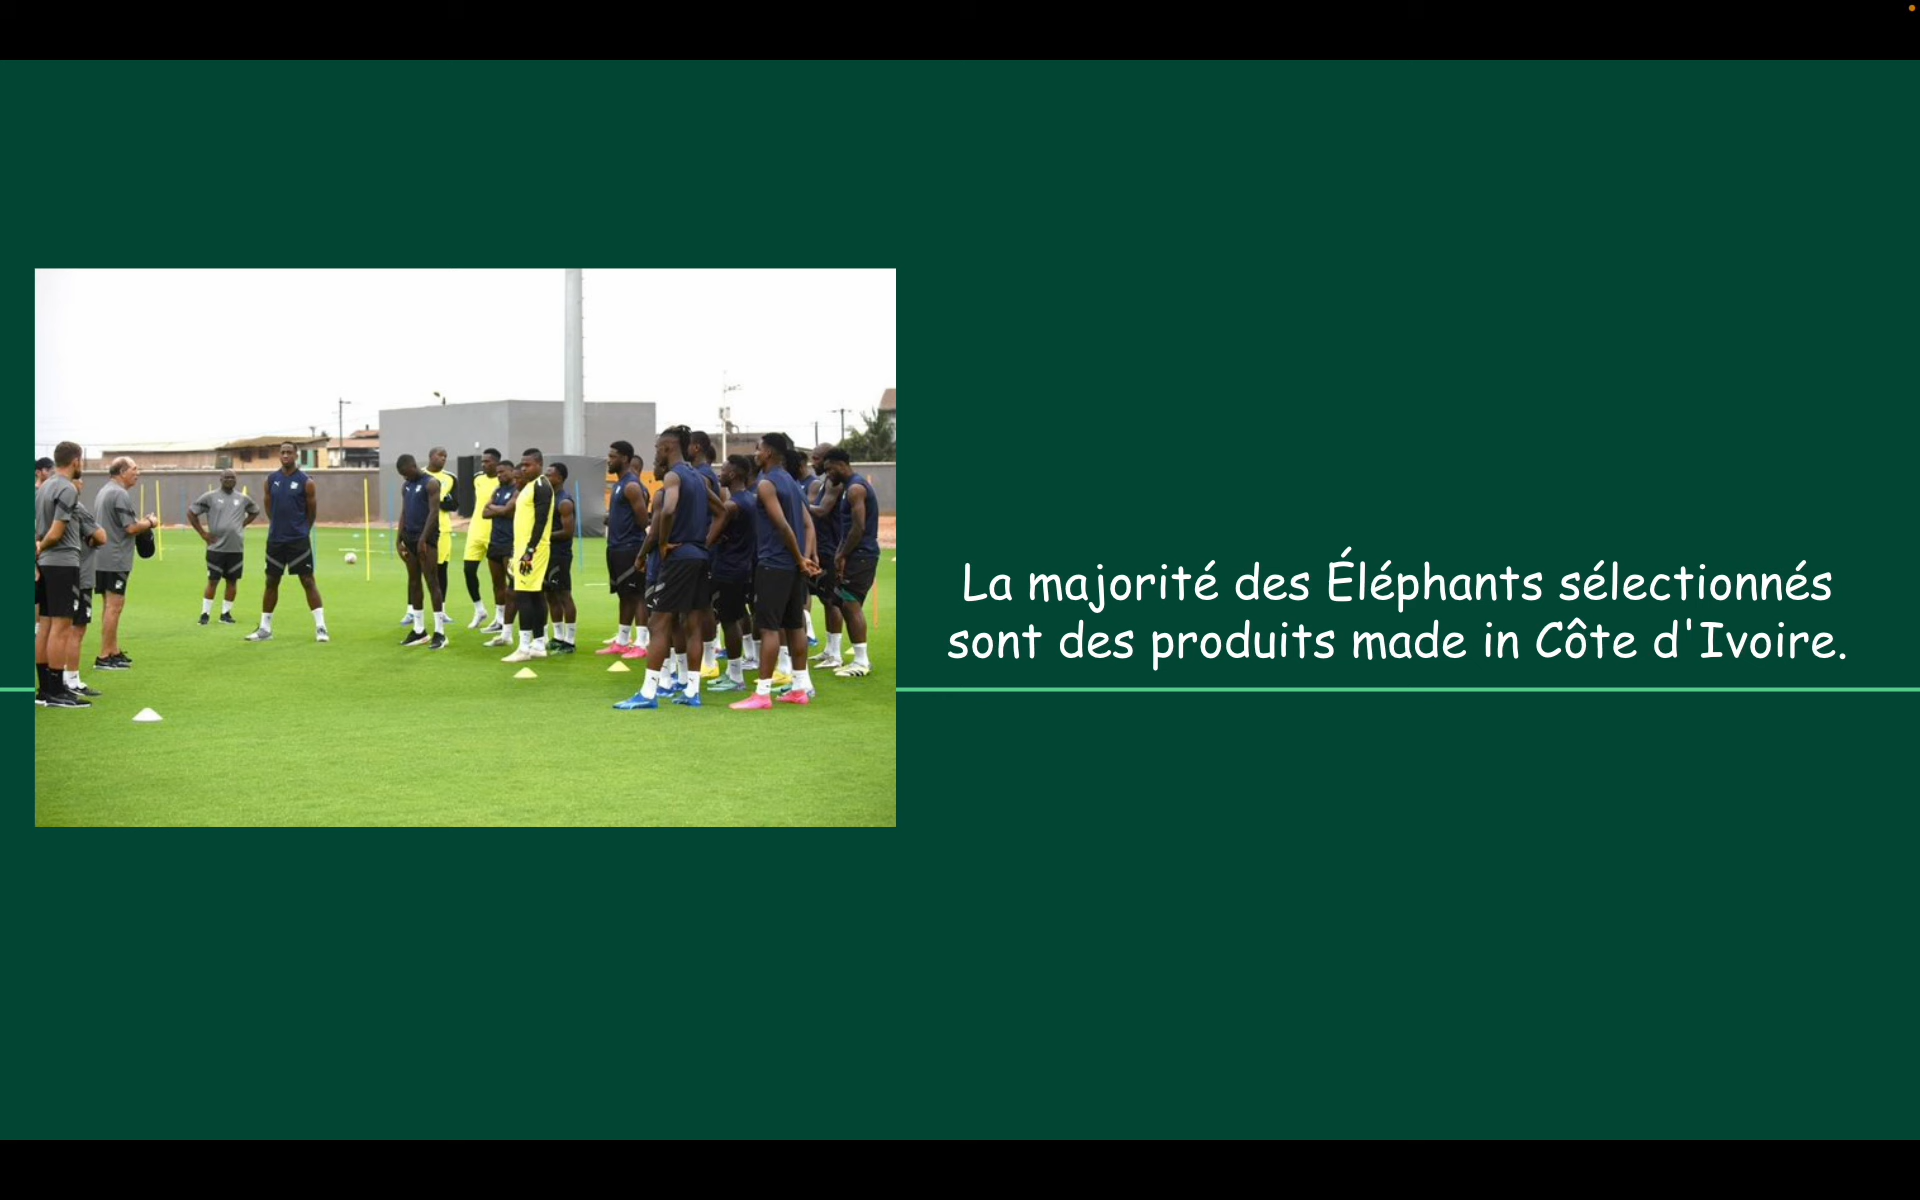 La majorité des Éléphants sélectionnés
sont des produits made in Côte d'Ivoire.